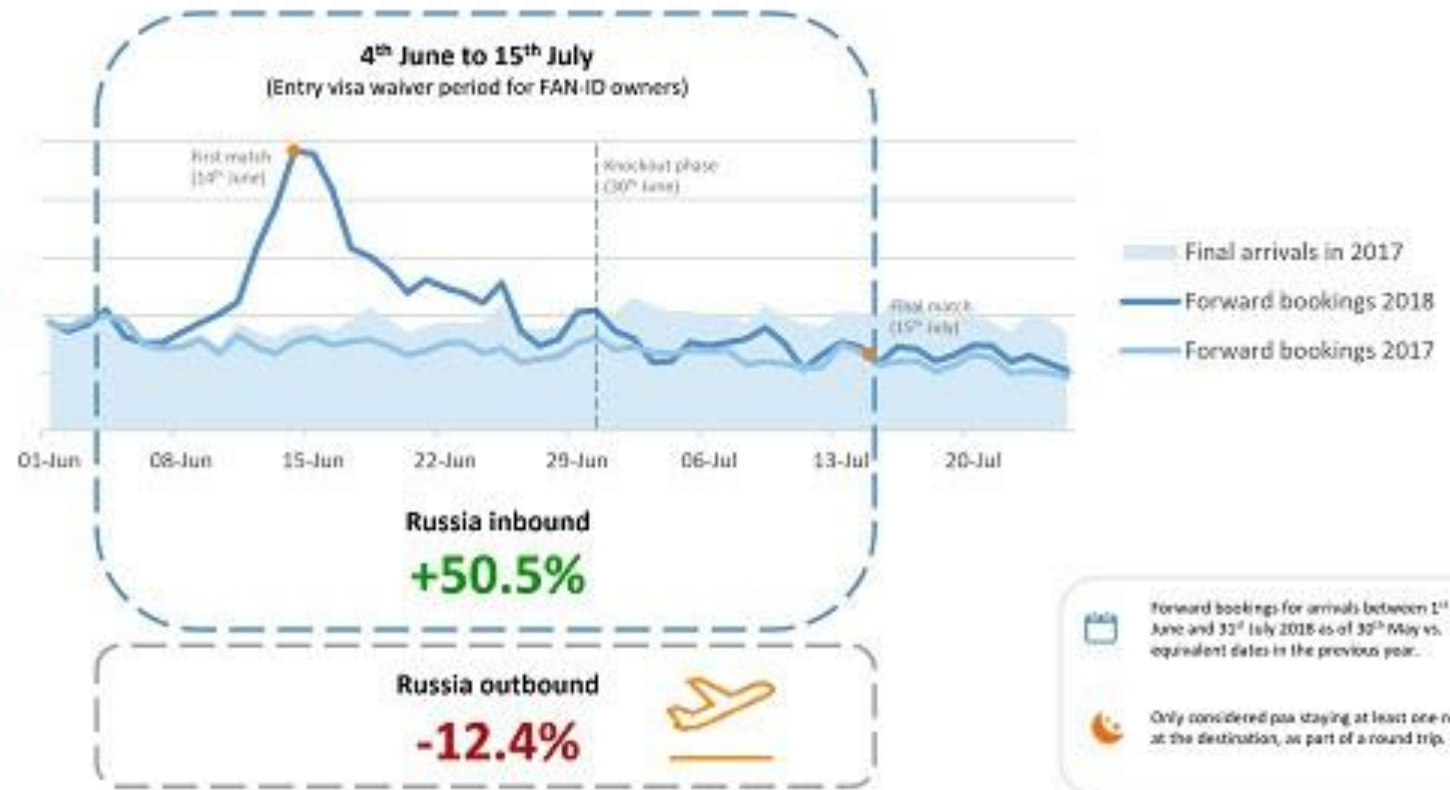 4th June to 15th July
(Entry visa waiver period for FAN-ID owners)
First match
(14th June)
Knockout phase
(30th June)
Final match
(15th July)
Final arrivals in 2017
Forward bookings 2018
Forward bookings 2017
01-Jun 08-Jun 15-Jun 22-Jun 29-Jun 06-Jul 13-Jul 20-Jul
Russia inbound
+50.5%
Russia outbound
-12.4%
Forward bookings for arrivals between 1st
June and 31st July 2018 as of 30th May vs.
equivalent dates in the previous year.
Only considered pax staying at least one
at the destination, as part of a round trip.